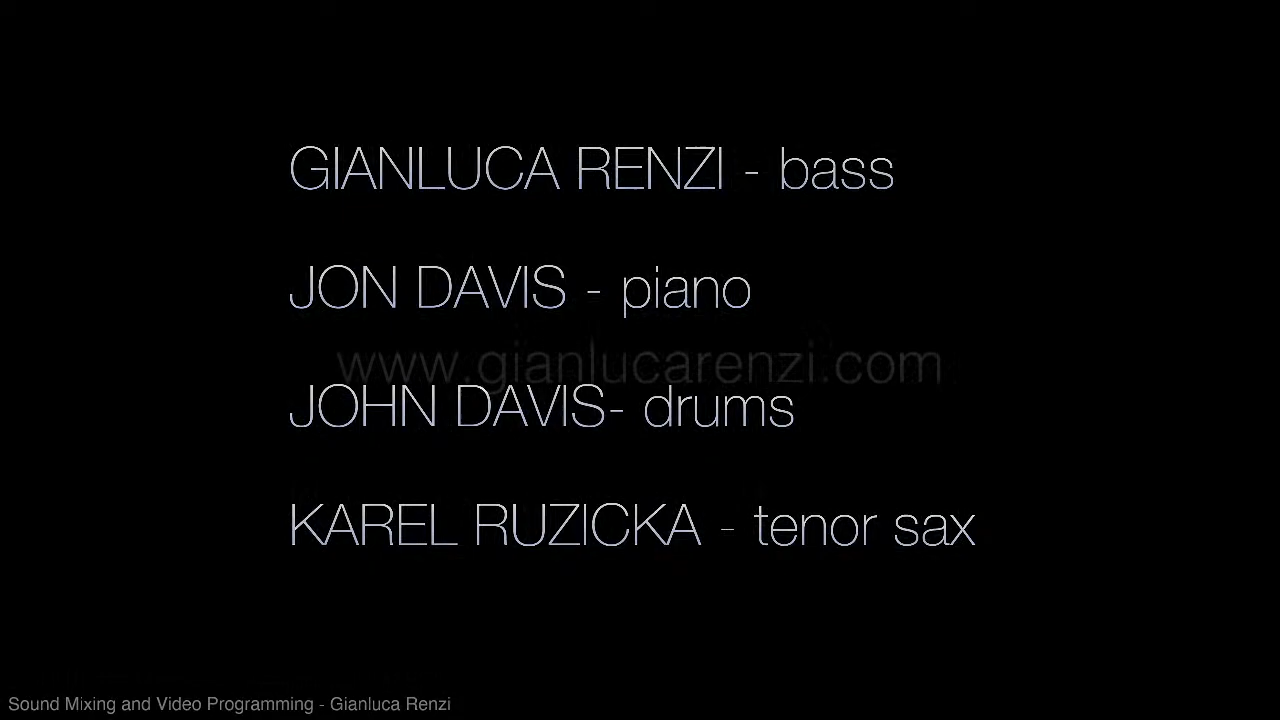 GIANLUCA RENZI - bass
JON DAVIS - piano
www.gianlucarenzi.com
JOHN DAVIS- drums
KAREL RUZICKA - tenor sax
Sound Mixing and Video Programming - Gianluca Renzi